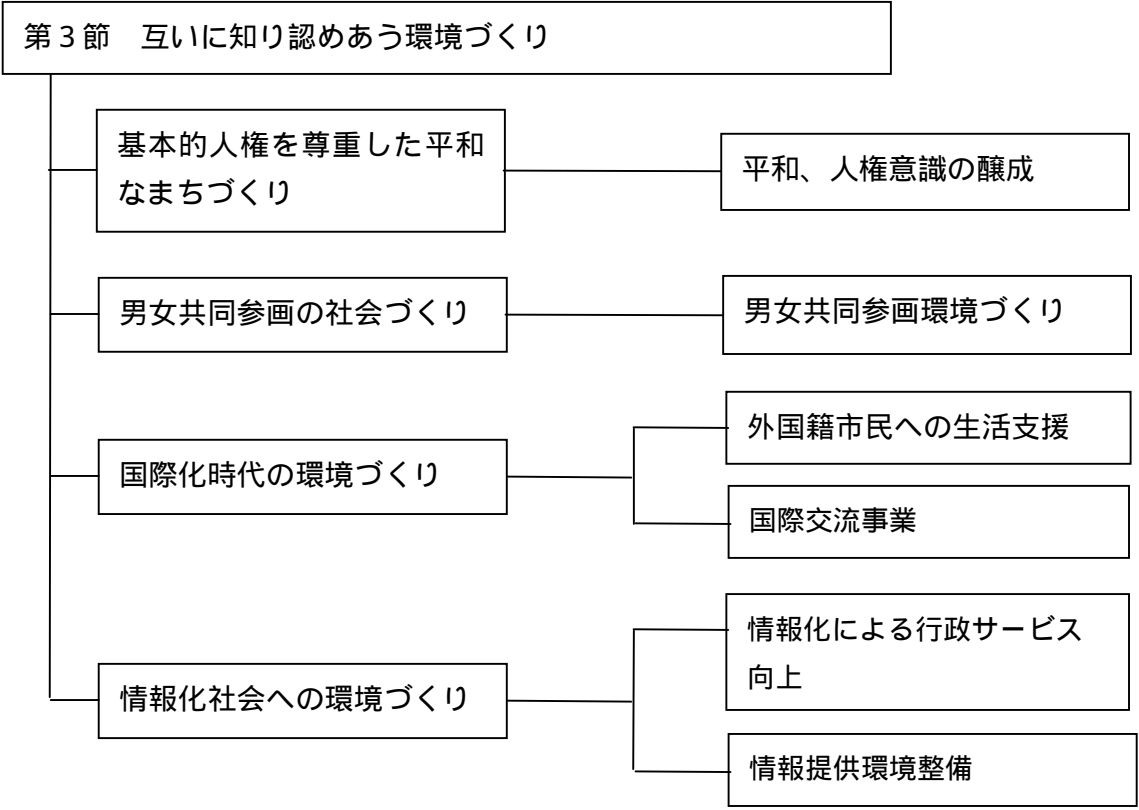 第３節　互いに知り認めあう環境づくり
基本的人権を尊重した平和
なまちづくり
平和、人権意識の醸成
男女共同参画の社会づくり
男女共同参画環境づくり
国際化時代の環境づくり
外国籍市民への生活支援
国際交流事業
情報化社会への環境づくり
情報化による行政サービス
向上
情報提供環境整備